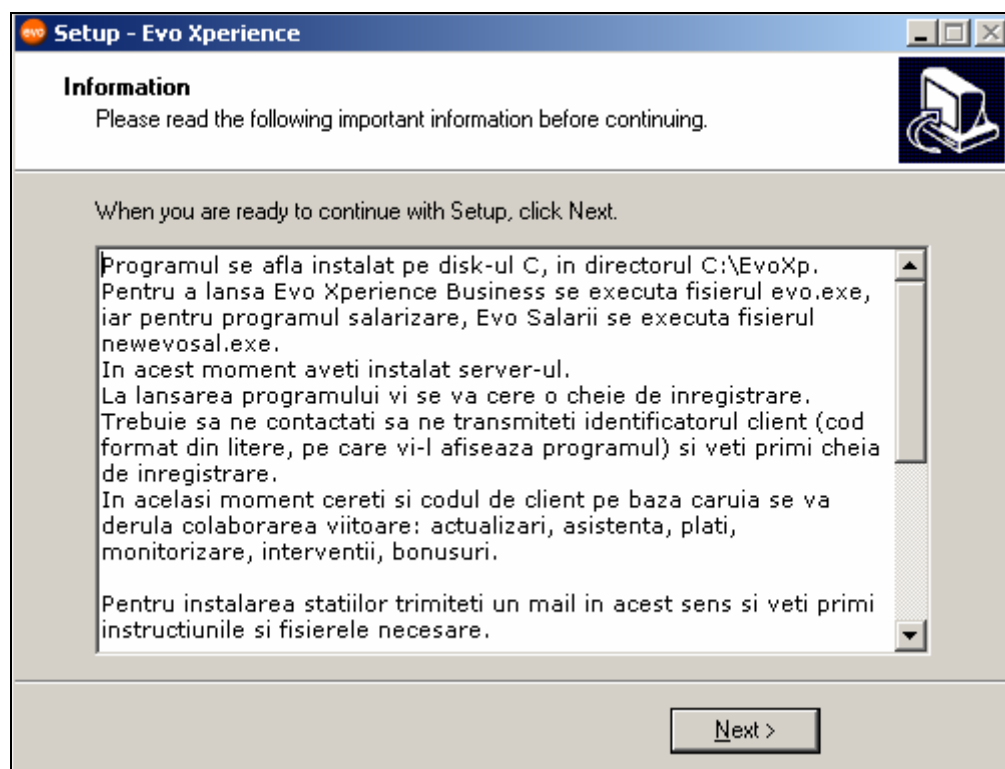 evo Setup - Evo Xperience
Information
Please read the following important information before continuing.
When you are ready to continue with Setup, click Next.
Programul se afla instalat pe disk-ul C, in directorul C:\EvoXp.
Pentru a lansa Evo Xperience Business se executa fisierul evo.exe,
iar pentru programul salarizare, Evo Salarii se executa fisierul
newevosal.exe.
In acest moment aveti instalat server-ul.
La lansarea programului vi se va cere o cheie de inregistrare.
Trebuie sa ne contactati sa ne transmiteti identificatorul client (cod
format din litere, pe care vi-l afiseaza programul) si veti primi cheia
de inregistrare.
In acelasi moment cereti si codul de client pe baza caruia se va
derula colaborarea viitoare: actualizari, asistenta, plati,
monitorizare, interventii, bonusuri.
Pentru instalarea statiilor trimiteti un mail in acest sens si veti primi
instructiunile si fisierele necesare.
Next >